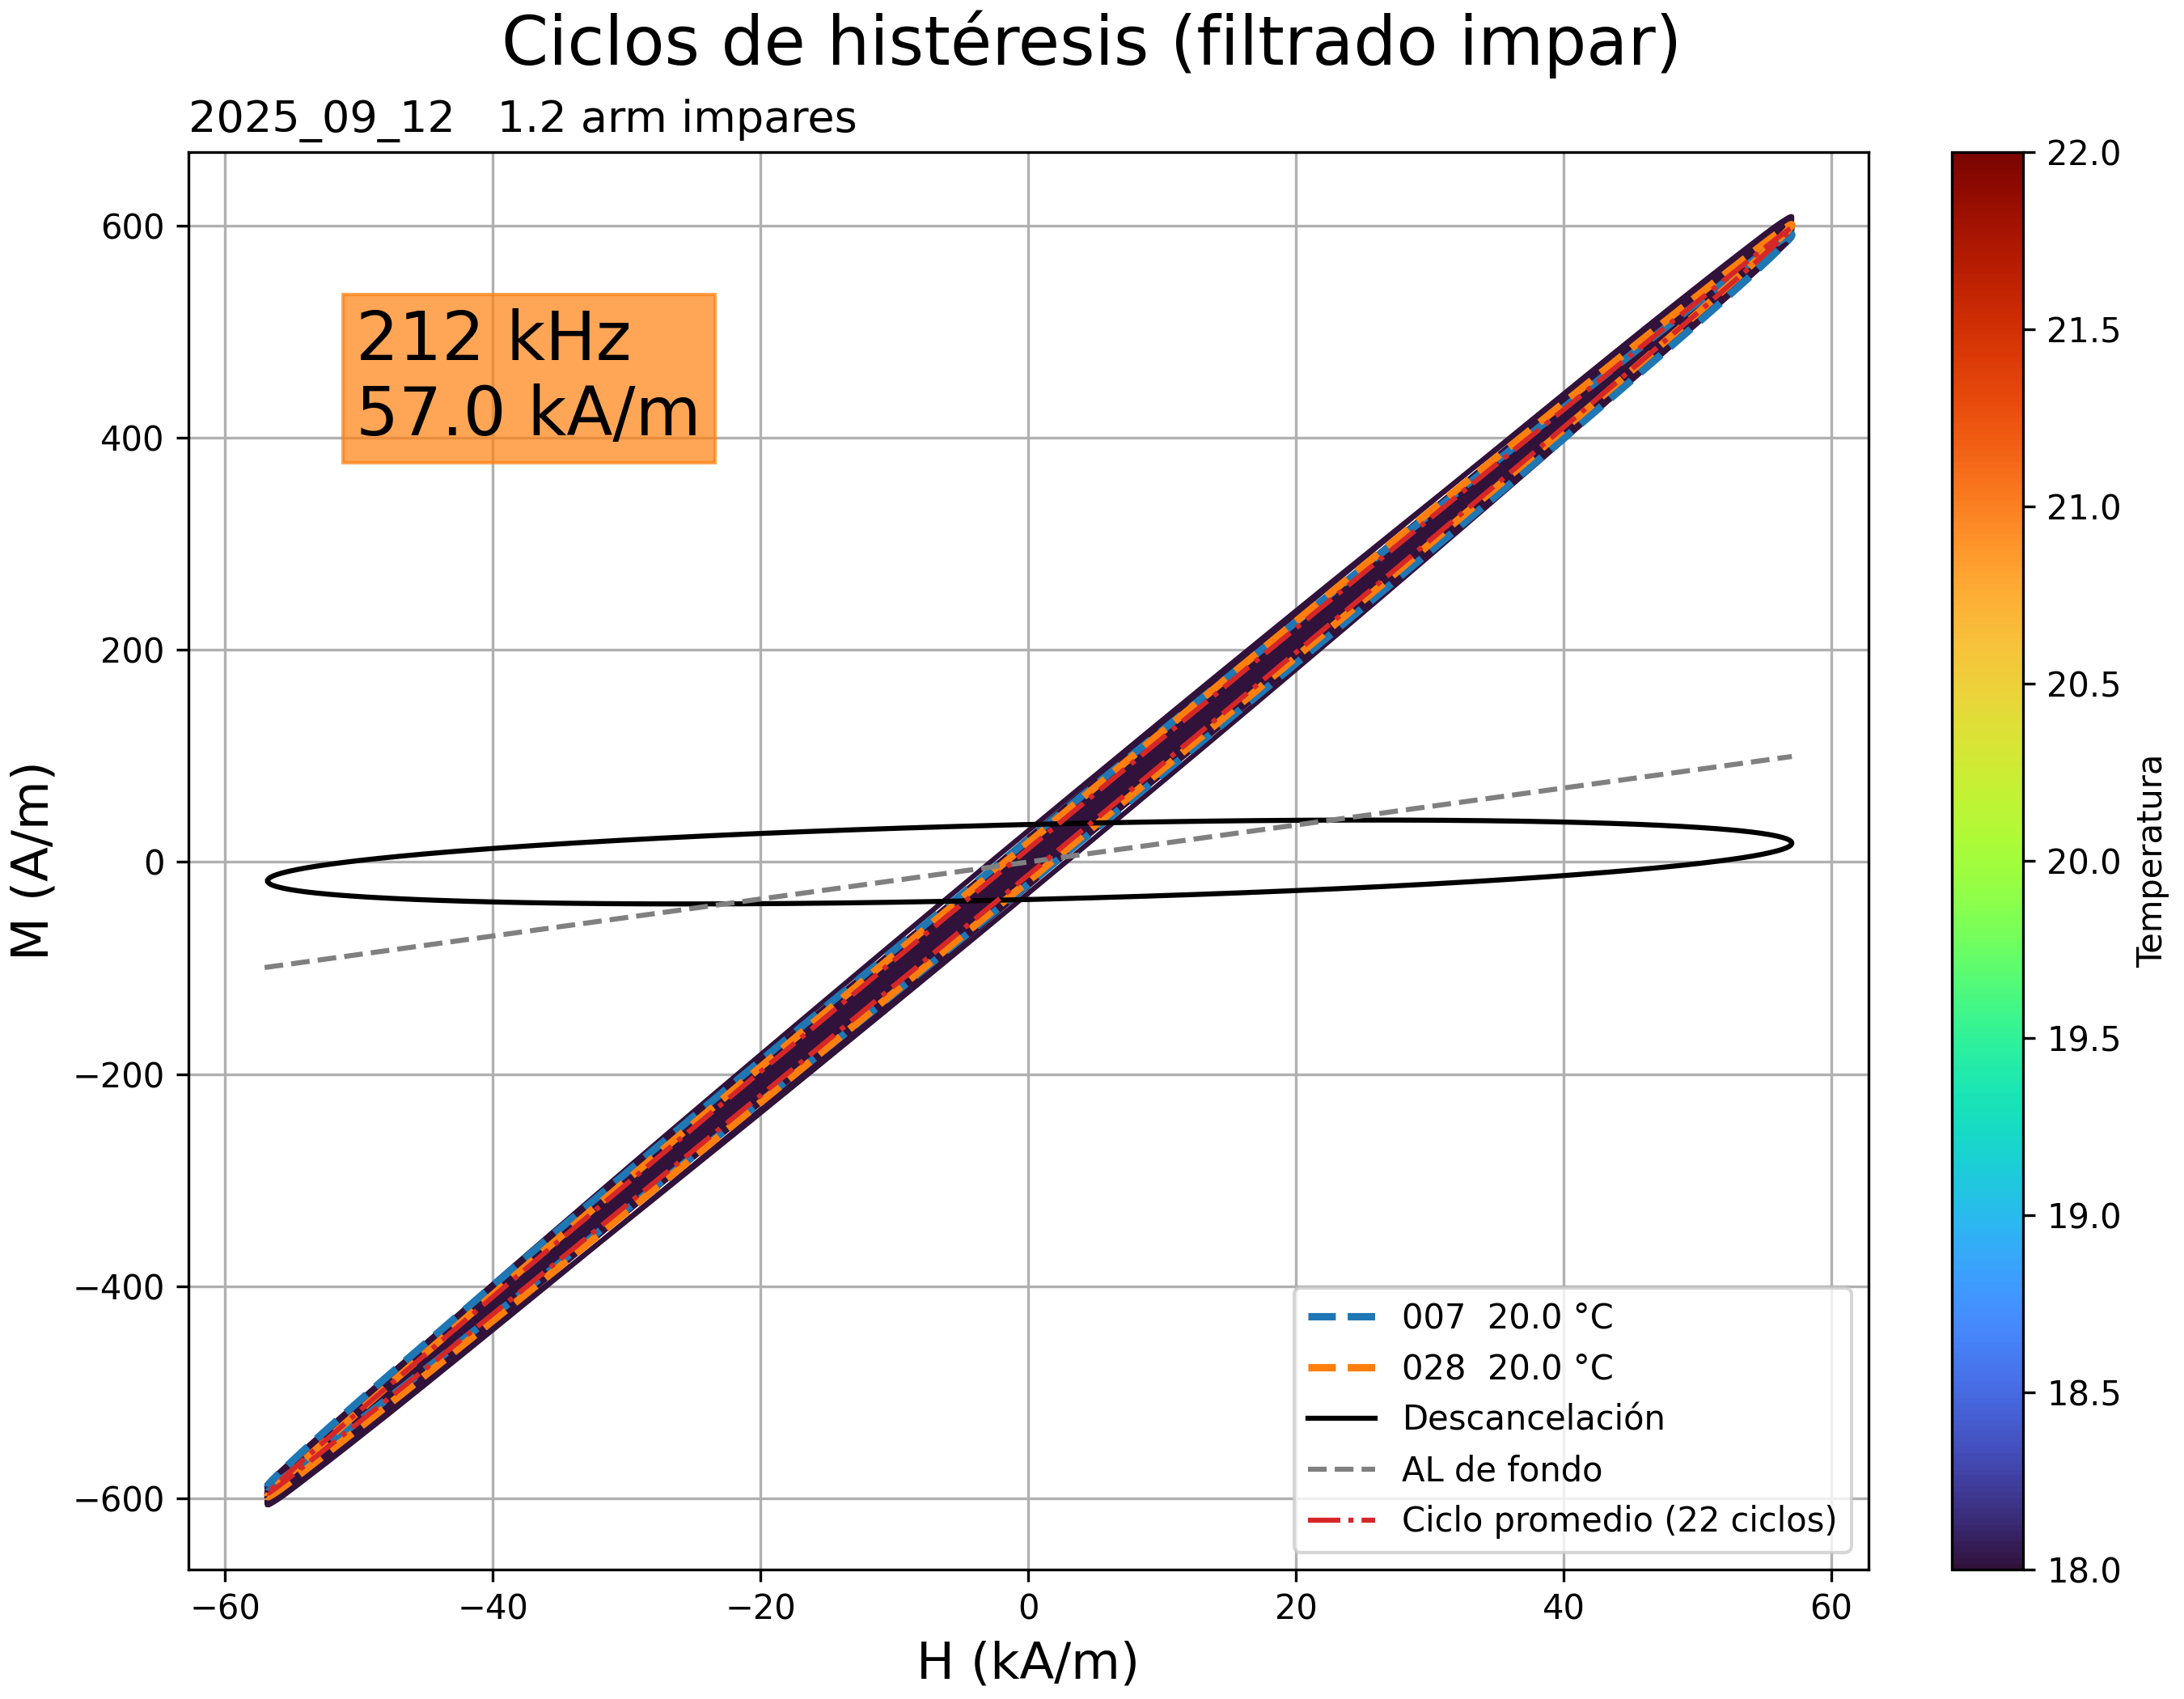 Ciclos de histéresis (filtrado impar)
2025_09_12   1.2 arm impares
212 kHz
57.0 kA/m
M (A/m)
600
400
200
0
−200
−400
−600
−60
−40
−20
0
20
40
60
H (kA/m)
007  20.0 °C
028  20.0 °C
Descancelación
AL de fondo
Ciclo promedio (22 ciclos)
22.0
21.5
21.0
20.5
20.0
19.5
19.0
18.5
18.0
Temperatura